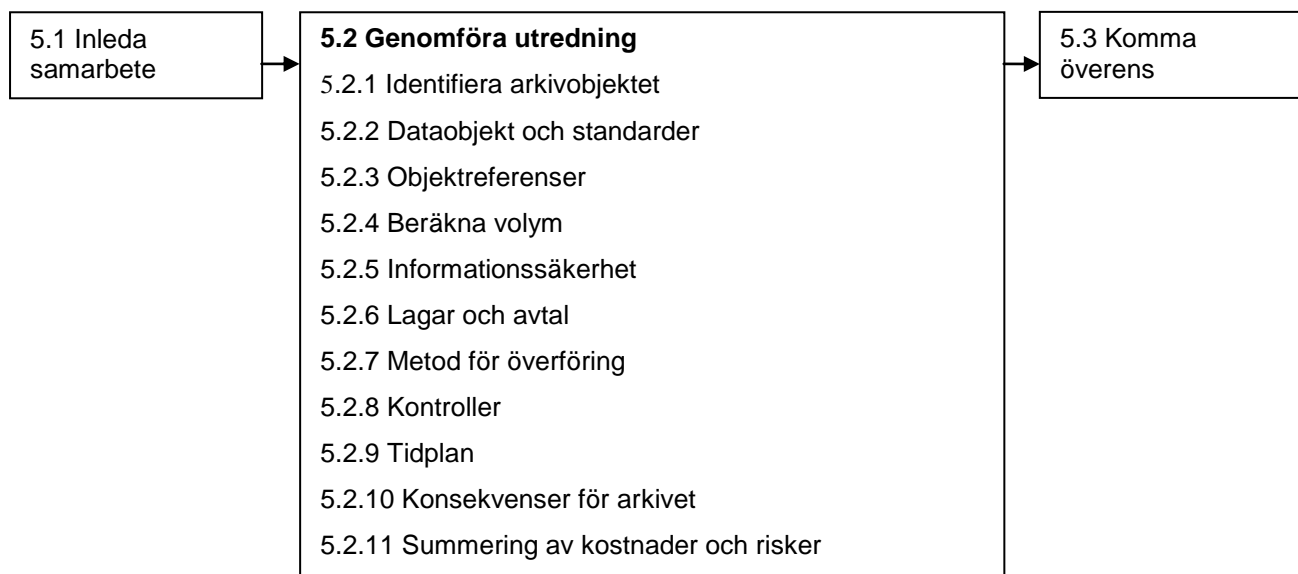 5.1 Inleda
samarbete
5.2 Genomföra utredning
5.2.1 Identifiera arkivobjektet
5.2.2 Dataobjekt och standarder
5.2.3 Objektreferenser
5.2.4 Beräkna volym
5.2.5 Informationssäkerhet
5.2.6 Lagar och avtal
5.2.7 Metod för överföring
5.2.8 Kontroller
5.2.9 Tidplan
5.2.10 Konsekvenser för arkivet
5.2.11 Summering av kostnader och risker
5.3 Komma
överens